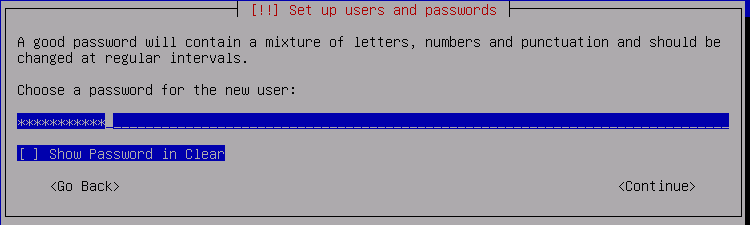 [!!] Set up users and passwords
A good password will contain a mixture of letters, numbers and punctuation and should be
changed at regular intervals.
Choose a password for the new user:
***********
[ ] Show Password in Clear
<Go Back> <Continue>